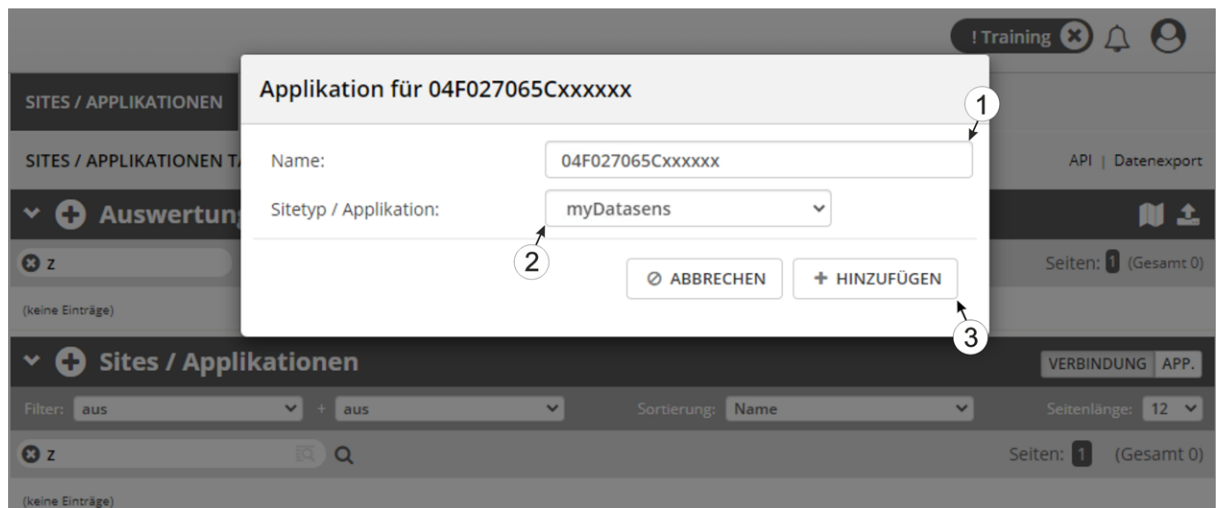 ! Training
Applikation für 04F027065Cxxxxxx
1
SITES / APPLIKATIONEN
SITES / APPLIKATIONEN
Name: 04F027065Cxxxxxx
API | Datenexport
Sitetyp / Applikation: myDatasens
2
Auswertun
z
Seiten: 1 (Gesamt 0)
ABBRECHEN + HINZUFÜGEN
3
(keine Einträge)
Sites / Applikationen
VERBINDUNG APP.
Filter: aus + aus Sortierung: Name Seitenlänge: 12
z
Seiten: 1 (Gesamt 0)
(keine Einträge)